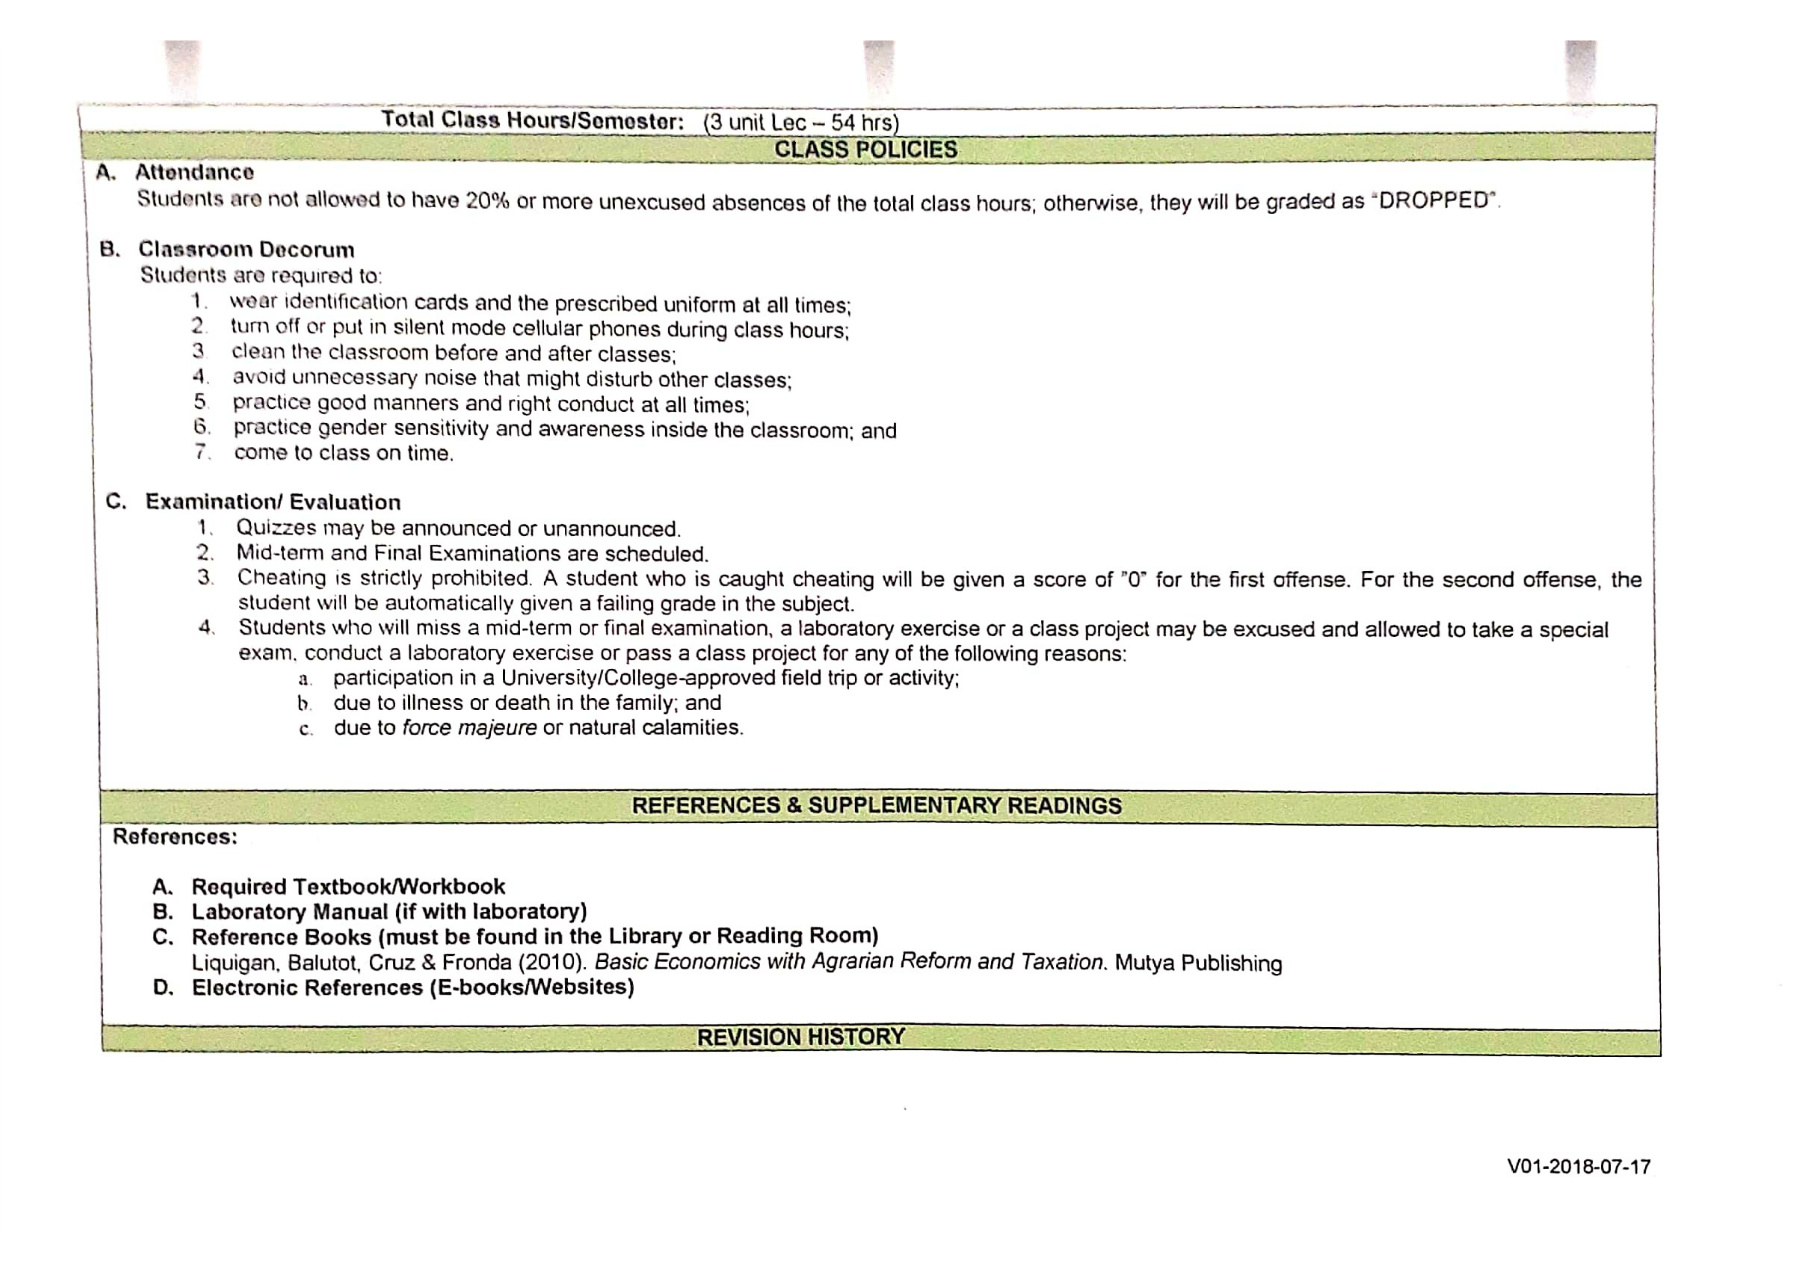 Total Class Hours/Semester: (3 unit Lec – 54 hrs)
CLASS POLICIES
A. Attendance
Students are not allowed to have 20% or more unexcused absences of the total class hours; otherwise, they will be graded as "DROPPED".
B. Classroom Decorum
Students are required to:
1. wear identification cards and the prescribed uniform at all times;
2. turn off or put in silent mode cellular phones during class hours;
3 clean the classroom before and after classes;
4. avoid unnecessary noise that might disturb other classes;
5. practice good manners and right conduct at all times;
6. practice gender sensitivity and awareness inside the classroom; and
7. come to class on time.
C. Examination/ Evaluation
1. Quizzes may be announced or unannounced.
2. Mid-term and Final Examinations are scheduled.
3. Cheating is strictly prohibited. A student who is caught cheating will be given a score of "0" for the first offense. For the second offense, the
student will be automatically given a failing grade in the subject.
4. Students who will miss a mid-term or final examination, a laboratory exercise or a class project may be excused and allowed to take a special
exam, conduct a laboratory exercise or pass a class project for any of the following reasons:
a. participation in a University/College-approved field trip or activity;
b. due to illness or death in the family; and
c. due to force majeure or natural calamities.
REFERENCES & SUPPLEMENTARY READINGS
References:
A. Required Textbook/Workbook
B. Laboratory Manual (if with laboratory)
C. Reference Books (must be found in the Library or Reading Room)
Liquigan, Balutot, Cruz & Fronda (2010). Basic Economics with Agrarian Reform and Taxation. Mutya Publishing
D. Electronic References (E-books/Websites)
REVISION HISTORY
V01-2018-07-17